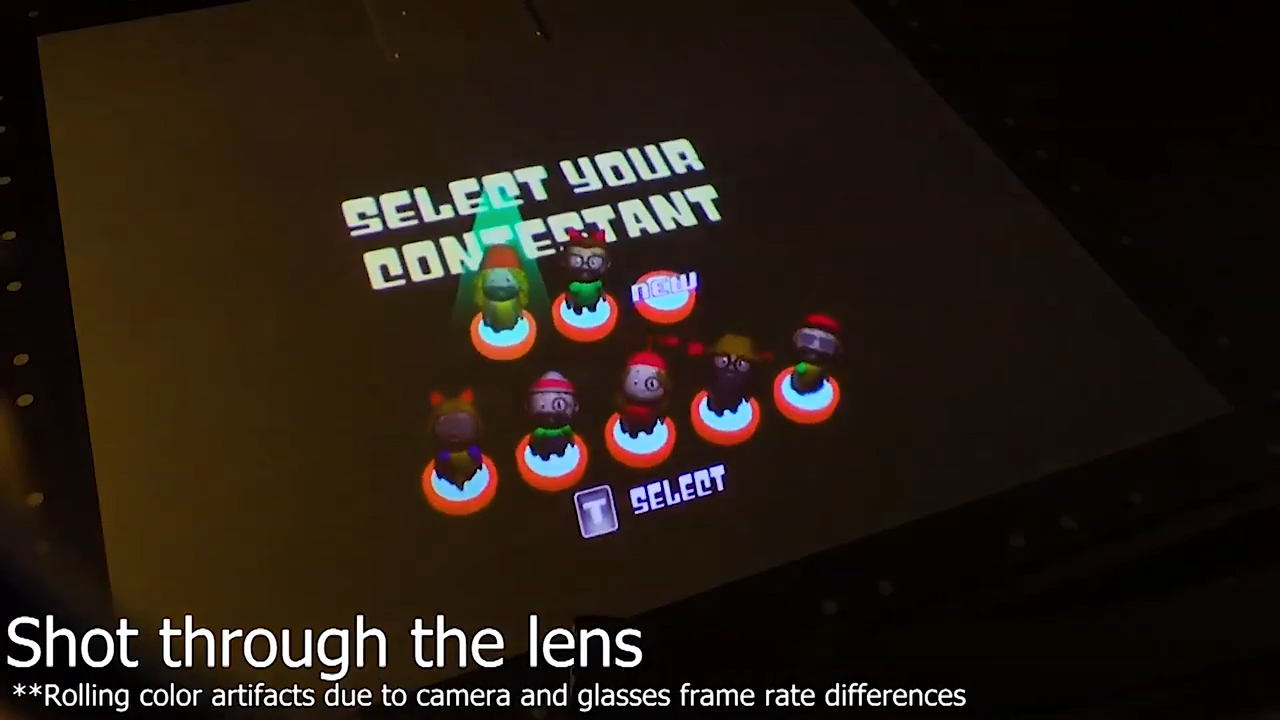 SELECT YOUR
CONTESTANT
NEW
T SELECT
Shot through the lens
**Rolling color artifacts due to camera and glasses frame rate differences